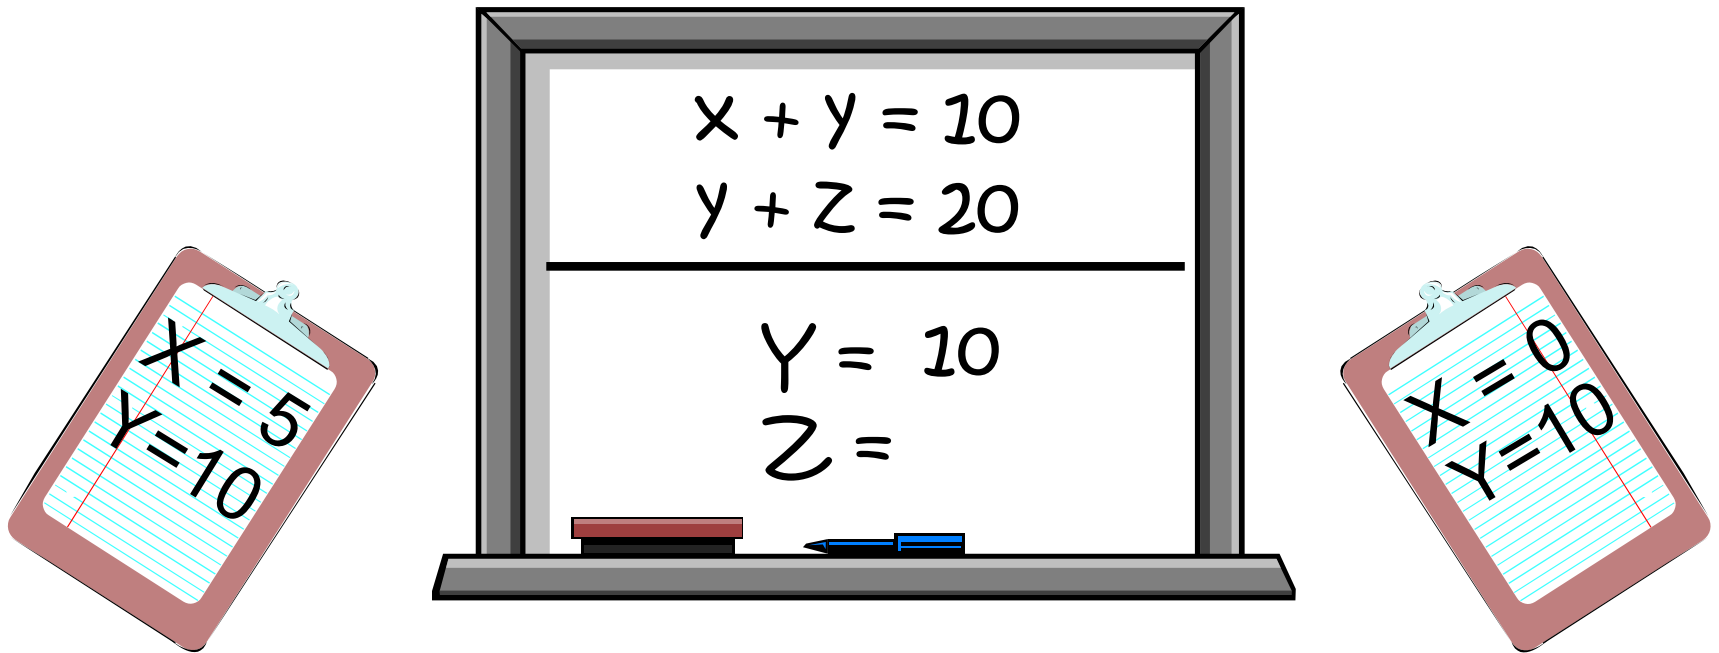 X + Y = 10
Y + Z = 20
Y = 10
Z =
X = 5
Y=10
X = 0
Y=10